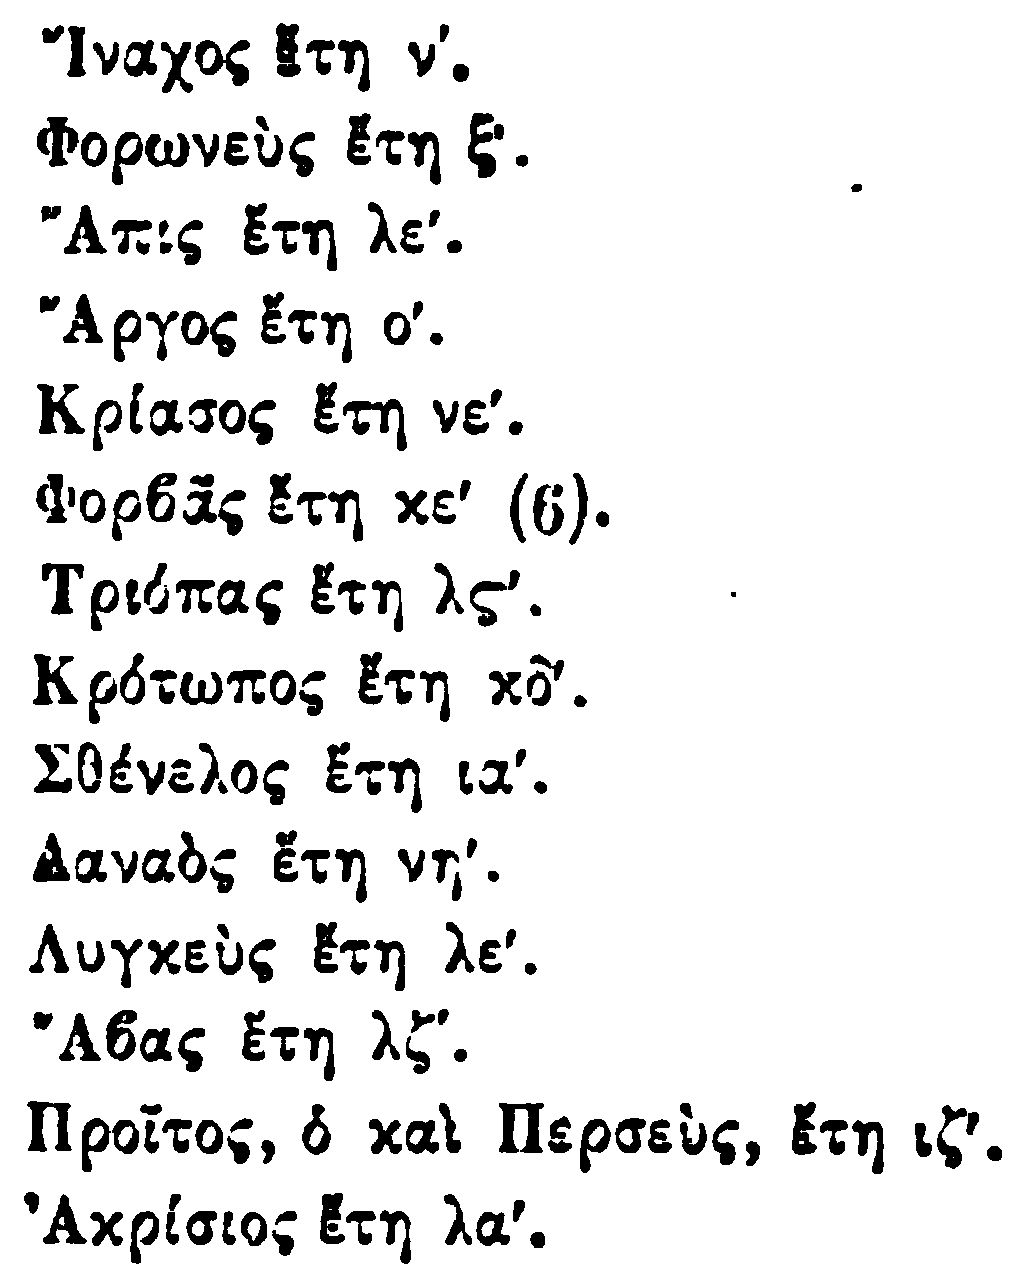 Ἴναχος ἔτη ν′.
Φορωνεὺς ἔτη ξ′.
Ἄπις ἔτη λε′.
Ἄργος ἔτη ο′.
Κρίασος ἔτη νε′.
Φορϐᾶς ἔτη κε′ (6).
Τριόπας ἔτη λς′.
Κρότωπος ἔτη κδ′.
Σθένελος ἔτη ια′.
Δαναὸς ἔτη νη′.
Λυγκεὺς ἔτη λε′.
Ἄϐας ἔτη λζ′.
Προῖτος, ὁ καὶ Περσεὺς, ἔτη ιζ′.
Ἀκρίσιος ἔτη λα′.